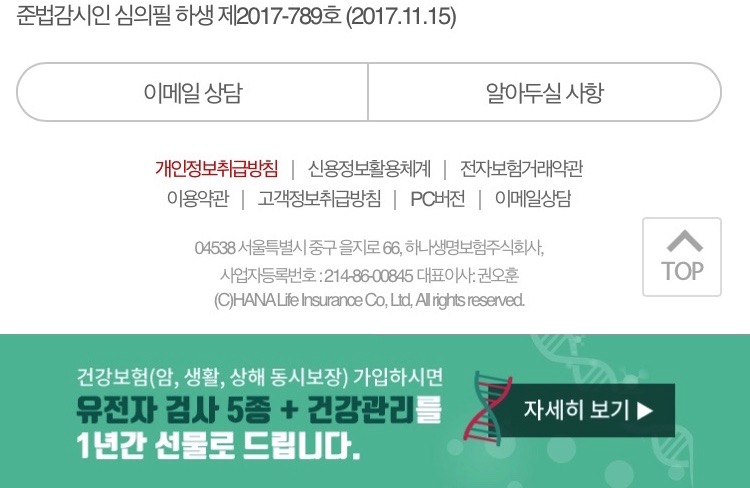 준법감시인 심의필 하생 제2017-789호 (2017.11.15)
이메일 상담 알아두실 사항
개인정보취급방침 | 신용정보활용체계 | 전자보험거래약관
이용약관 | 고객정보취급방침 | PC버전 | 이메일상담
04538 서울특별시 중구 을지로 66, 하나생명보험주식회사,
사업자등록번호 : 214-86-00845 대표이사 : 권오훈
(C)HANA Life Insurance Co, Ltd, All rights reserved.
TOP
건강보험(암, 생활, 상해 동시보장) 가입하시면
유전자 검사 5종 + 건강관리를
1년간 선물로 드립니다.
자세히 보기 ▶